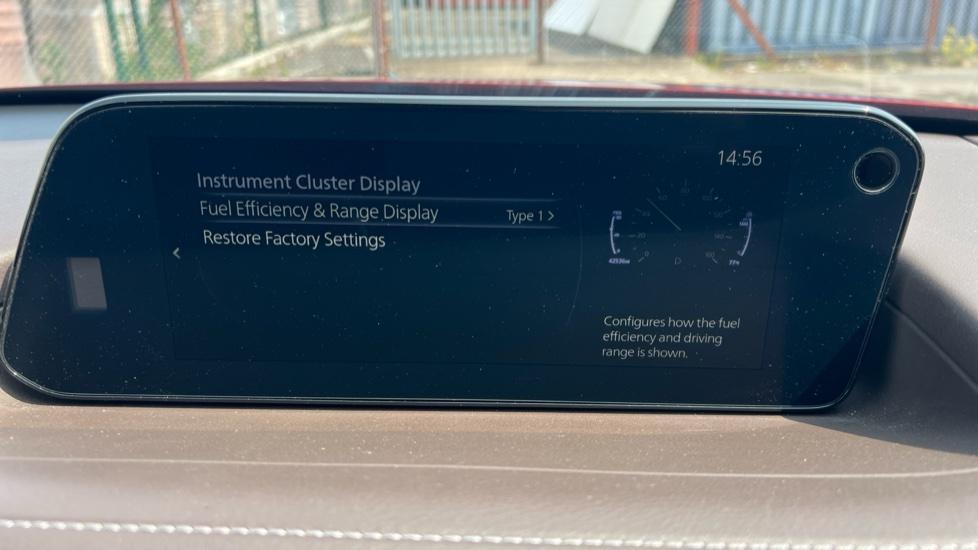 14:56
Instrument Cluster Display
Fuel Efficiency & Range Display Type 1 >
Restore Factory Settings
<
D
Configures how the fuel
efficiency and driving
range is shown.